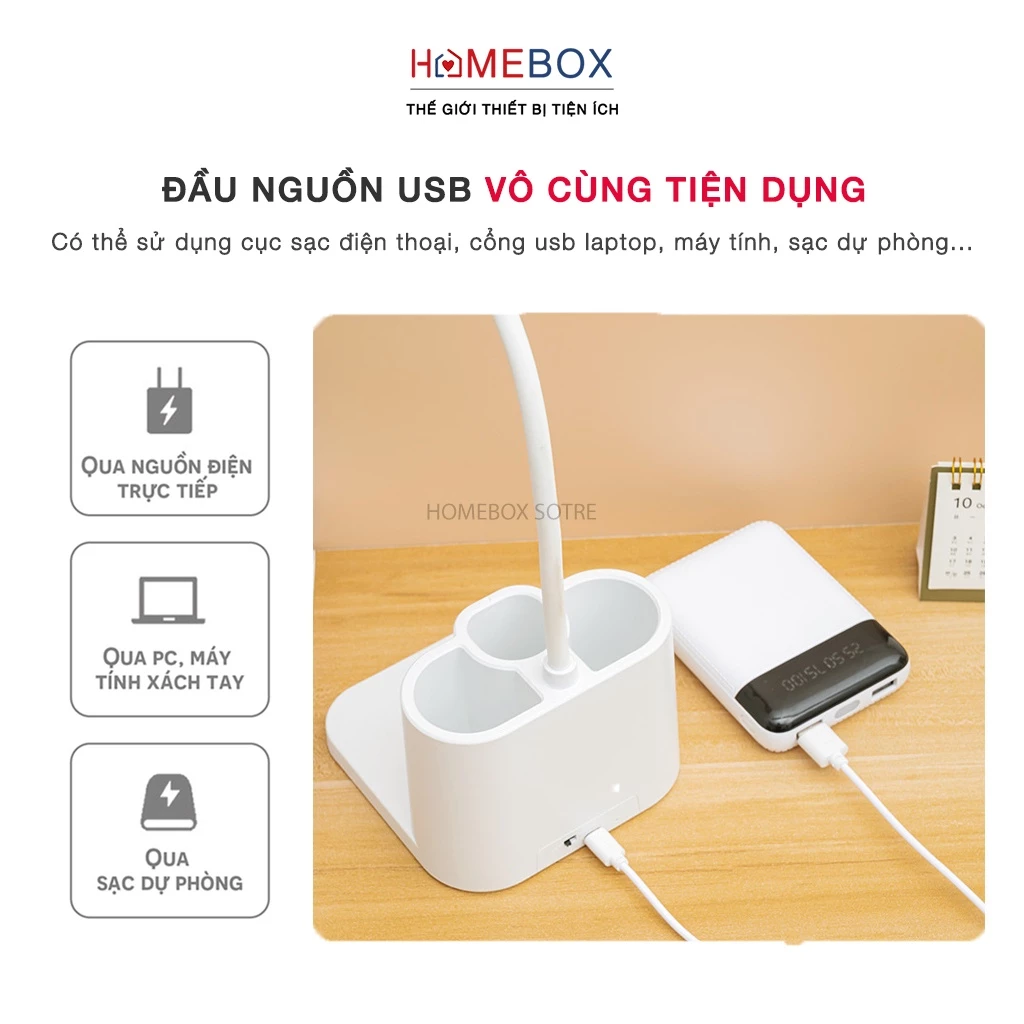 HOMEBOX
THẾ GIỚI THIẾT BỊ TIỆN ÍCH
ĐẦU NGUỒN USB VÔ CÙNG TIỆN DỤNG
Có thể sử dụng cục sạc điện thoại, cổng usb laptop, máy tính, sạc dự phòng...
QUA NGUỒN ĐIỆN
TRỰC TIẾP
QUA PC, MÁY
TÍNH XÁCH TAY
QUA
SẠC DỰ PHÒNG
HOMEBOX SOTRE
10